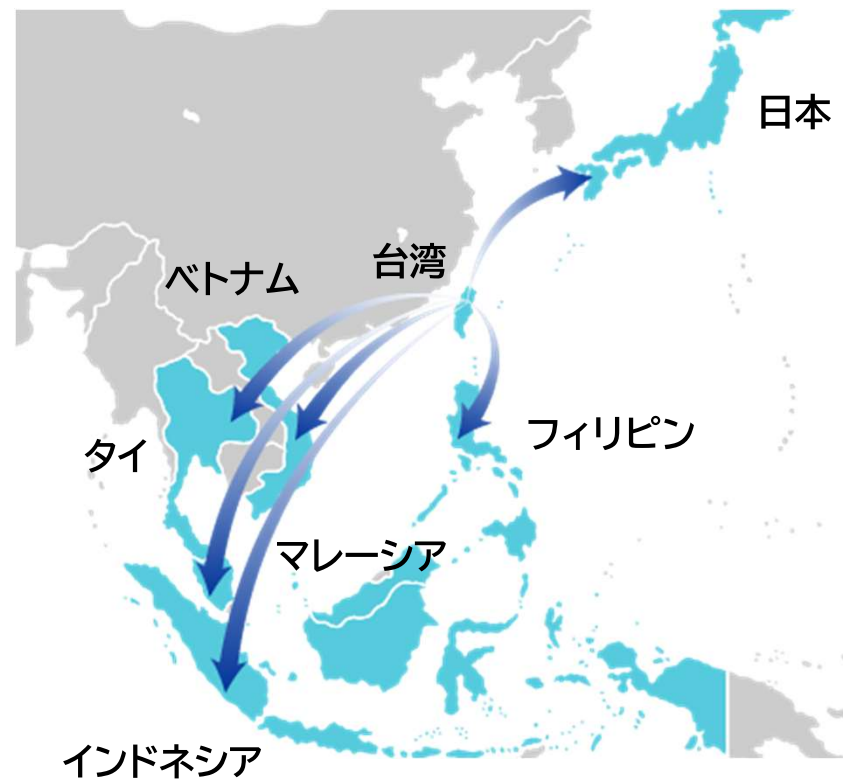 日本
台湾
ベトナム
フィリピン
タイ
マレーシア
インドネシア